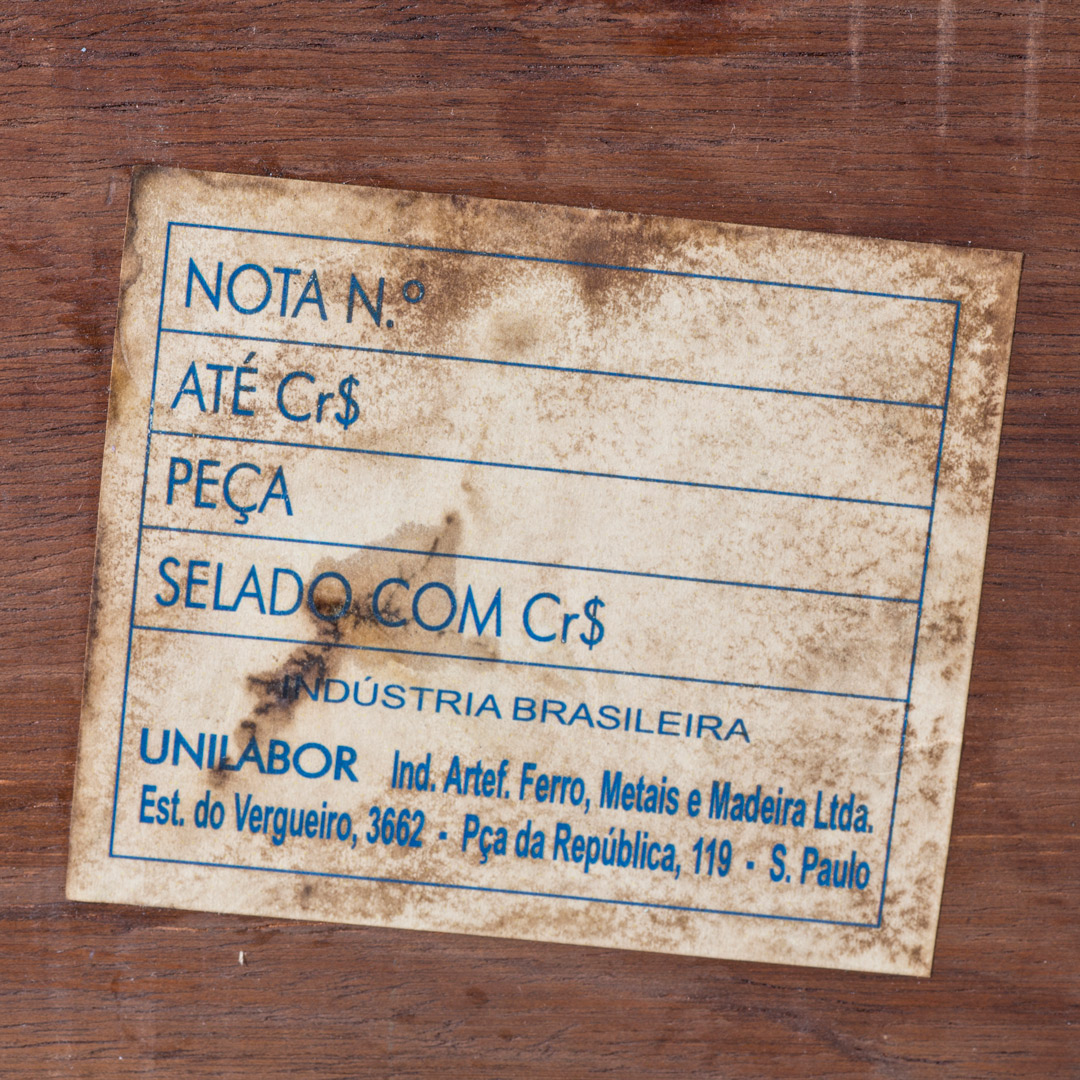 NOTA N.º
ATÉ Cr$
PEÇA
SELADO COM Cr$
INDÚSTRIA BRASILEIRA
UNILABOR Ind. Artef. Ferro, Metais e Madeira Ltda.
Est. do Vergueiro, 3662 - Pça da República, 119 - S. Paulo